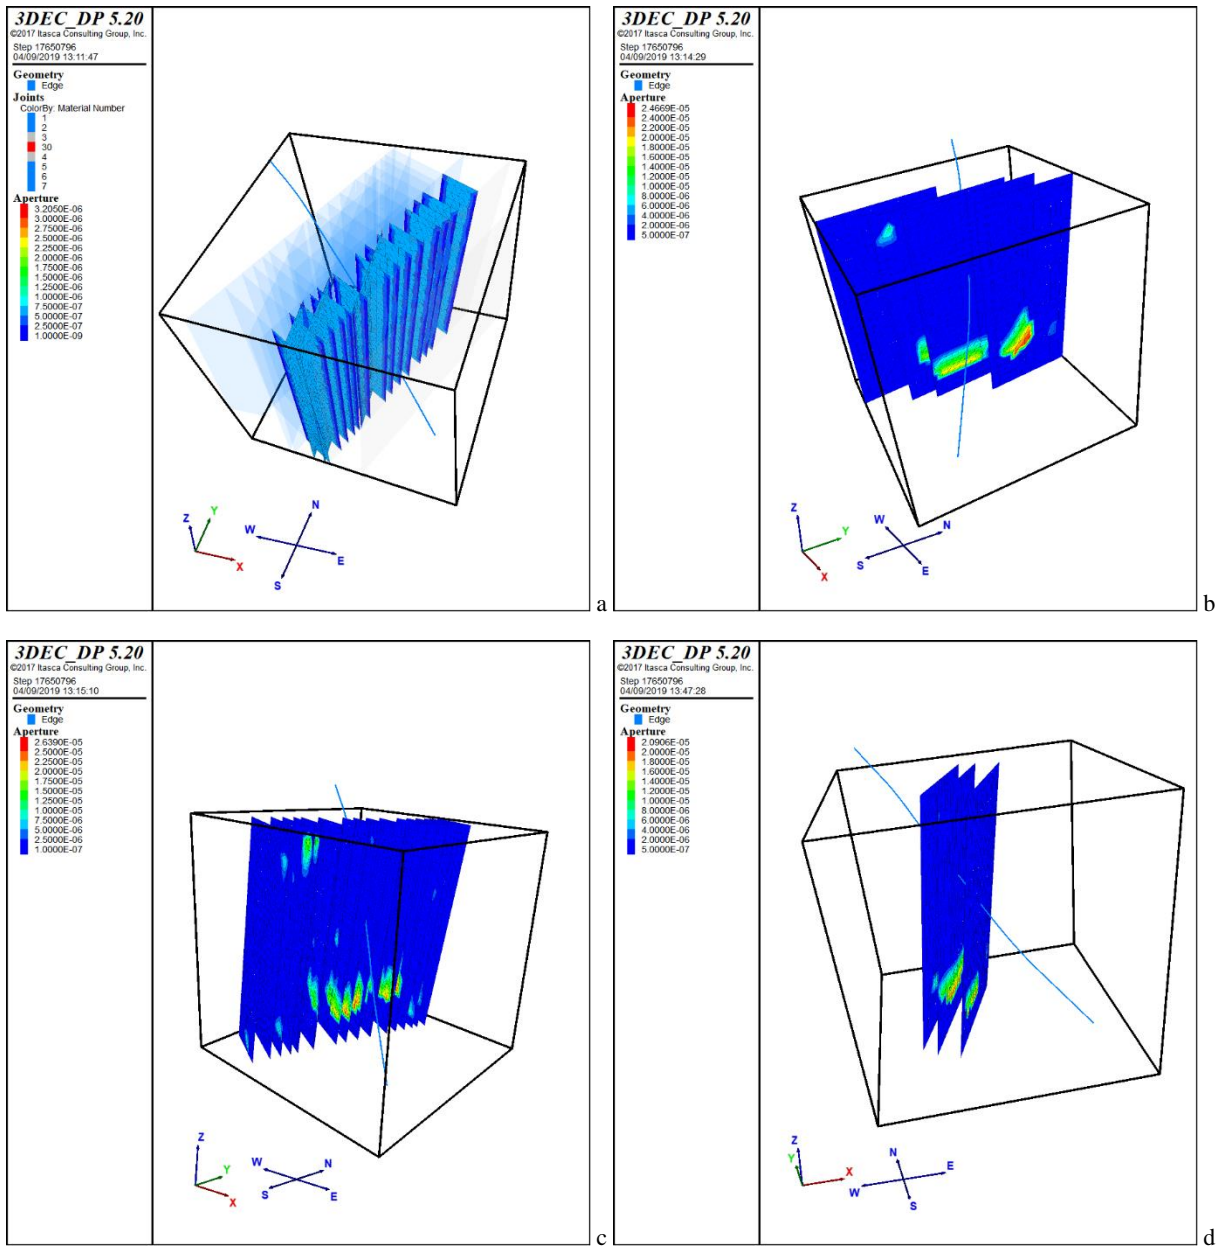 3DEC_DP 5.20
©2017 Itasca Consulting Group, Inc.
Step 17650796
04/09/2019 13:11:47
Geometry
Edge
Joints
ColorBy: Material Number
1
2
3
30
4
5
6
7
Aperture
3.2050E-06
3.0000E-06
2.7500E-06
2.5000E-06
2.2500E-06
2.0000E-06
1.7500E-06
1.5000E-06
1.2500E-06
1.0000E-06
7.5000E-07
5.0000E-07
2.5000E-07
1.0000E-09
Z
Y
X
N
W
E
S
a
3DEC_DP 5.20
©2017 Itasca Consulting Group, Inc.
Step 17650796
04/09/2019 13:14:29
Geometry
Edge
Aperture
2.4669E-05
2.4000E-05
2.2000E-05
2.0000E-05
1.8000E-05
1.6000E-05
1.4000E-05
1.2000E-05
1.0000E-05
8.0000E-06
6.0000E-06
4.0000E-06
2.0000E-06
5.0000E-07
Z
Y
X
W
N
S
E
b
3DEC_DP 5.20
©2017 Itasca Consulting Group, Inc.
Step 17650796
04/09/2019 13:15:10
Geometry
Edge
Aperture
2.6390E-05
2.5000E-05
2.2500E-05
2.0000E-05
1.7500E-05
1.5000E-05
1.2500E-05
1.0000E-05
7.5000E-06
5.0000E-06
2.5000E-06
1.0000E-07
Z
Y
X
W
N
S
E
c
3DEC_DP 5.20
©2017 Itasca Consulting Group, Inc.
Step 17650796
04/09/2019 13:47:28
Geometry
Edge
Aperture
2.0906E-05
2.0000E-05
1.8000E-05
1.6000E-05
1.4000E-05
1.2000E-05
1.0000E-05
8.0000E-06
6.0000E-06
4.0000E-06
2.0000E-06
5.0000E-07
Z
Y
X
N
E
W
S
d